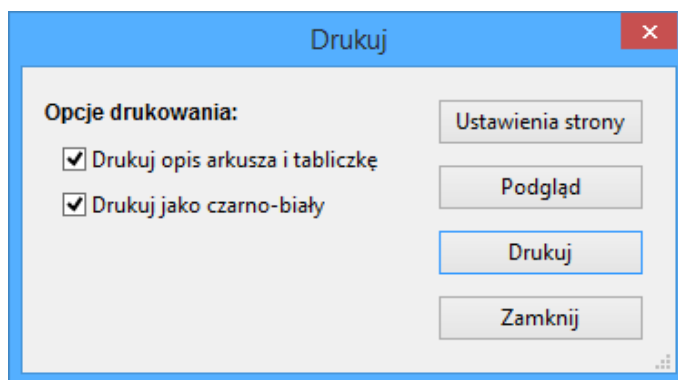 Drukuj
Opcje drukowania:
Drukuj opis arkusza i tabliczkę
Drukuj jako czarno-biały
Ustawienia strony
Podgląd
Drukuj
Zamknij